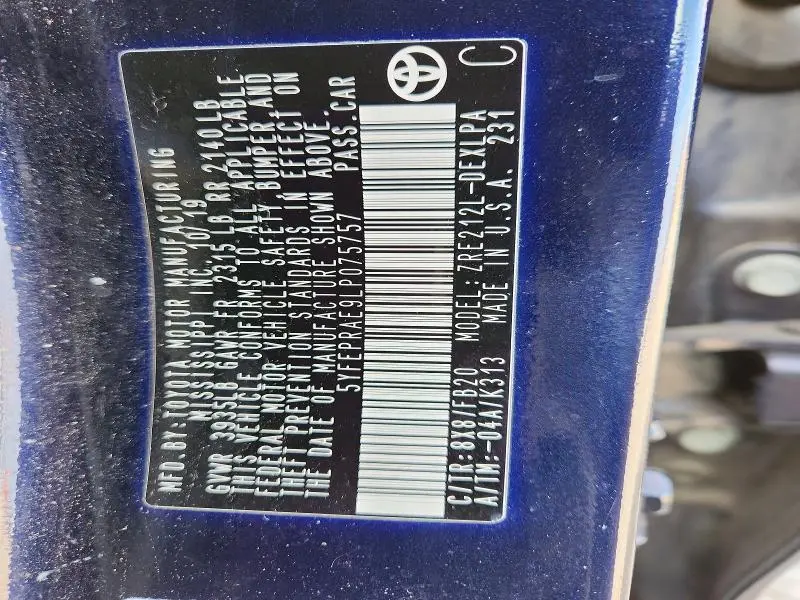 MFD.BY:TOYOTA MOTOR MANUFACTURING
MISSISSIPPI INC. 10/19
GVWR 3935LB GAWR FR 2315 LB RR 2140LB
THIS VEHICLE CONFORMS TO ALL APPLICABLE
FEDERAL MOTOR VEHICLE SAFETY,BUMPER,AND
THEFT PREVENTION STANDARDS IN EFFECT ON
THE DATE OF MANUFACTURE SHOWN ABOVE.
5YFEPRAE9LP075757 PASS.CAR
C/TR:8X8/FB20 MODEL:ZRE212L-DEXLPA
A/TM:-04A/K313 MADE IN U.S.A. 231
C